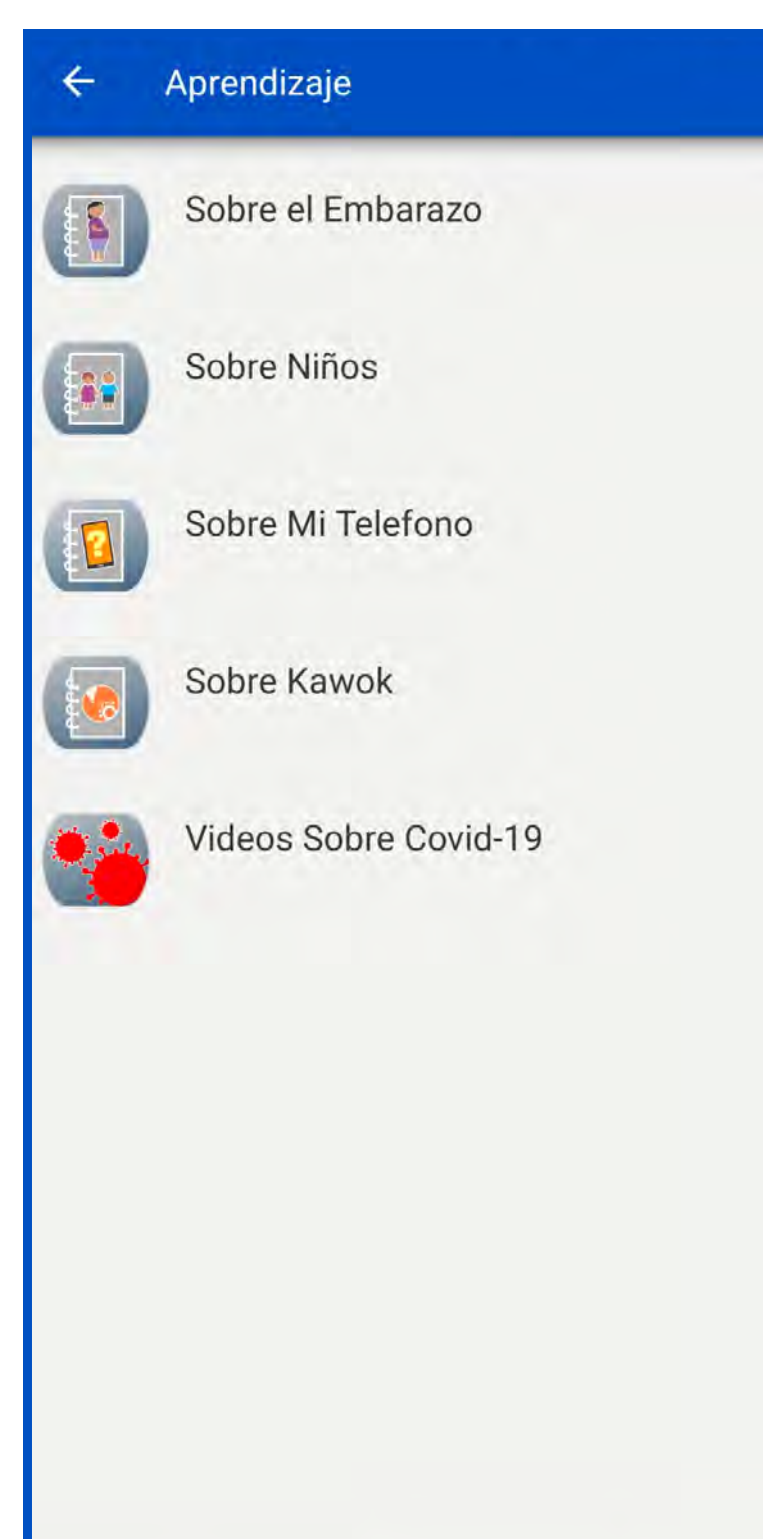 Aprendizaje
Sobre el Embarazo
Sobre Niños
Sobre Mi Telefono
Sobre Kawok
Videos Sobre Covid-19